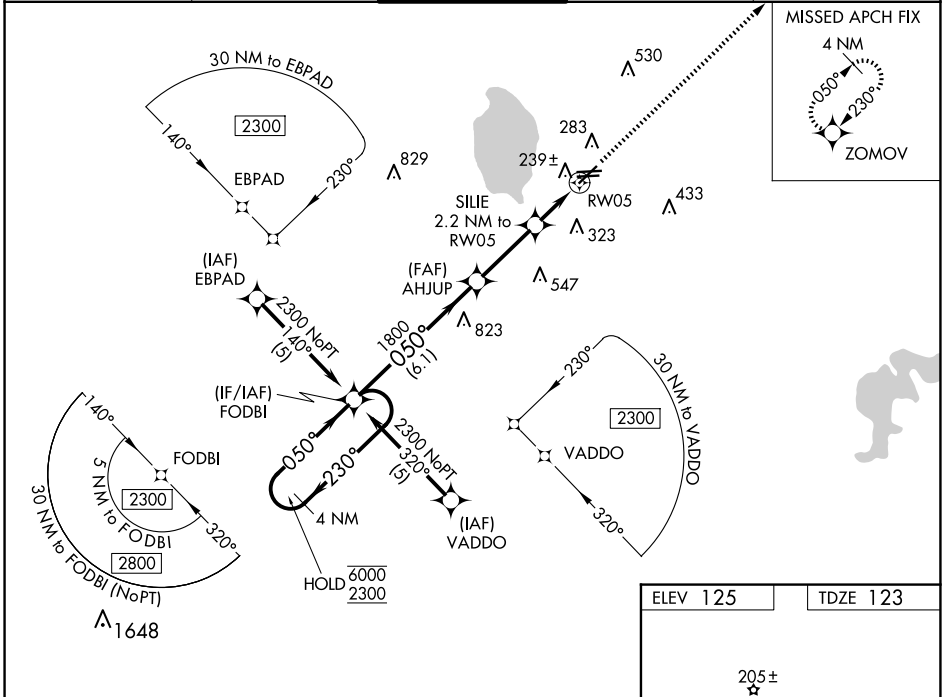 MISSED APCH FIX
4 NM
050°
230°
ZOMOV
30 NM to EBPAD
2300
140°
230°
EBPAD
530
283
829
239±
RW05
433
SILIE
2.2 NM to
RW05
323
(IAF)
EBPAD
(FAF)
AHJUP
547
2300 NoPT
140°
(5)
823
1800
050°
(6.1)
(IF/IAF)
FODBI
230°
30 NM to VADDO
2300
VADDO
320°
140°
FODBI
5 NM to FODBI
2300
320°
30 NM to FODBI (NoPT)
2800
1648
050°
230°
4 NM
2300 NoPT
320°
(5)
(IAF)
VADDO
HOLD 6000
2300
ELEV 125
TDZE 123
205±